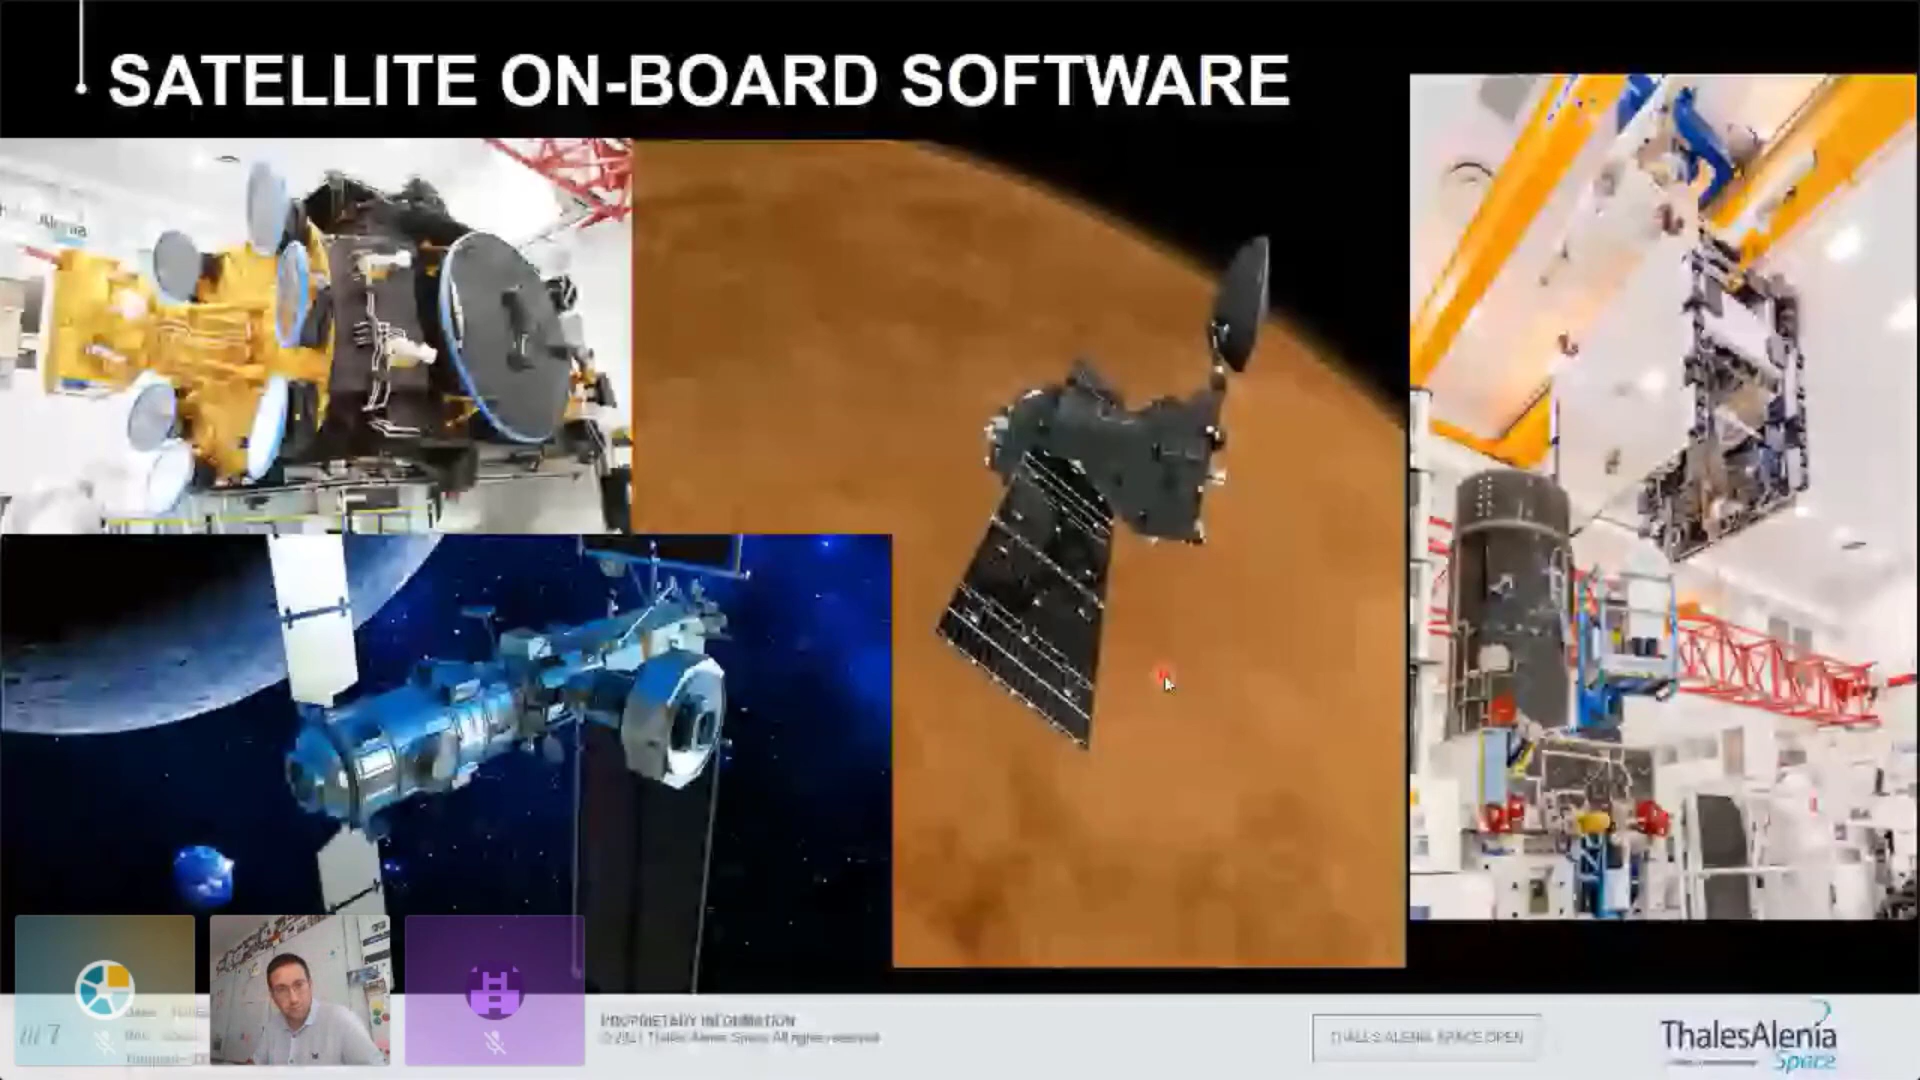 SATELLITE ON-BOARD SOFTWARE
/// 7
PROPRIETARY INFORMATION
© 2021 Thales Alenia Space All rights reserved
THALES ALENIA SPACE OPEN
ThalesAlenia
Space